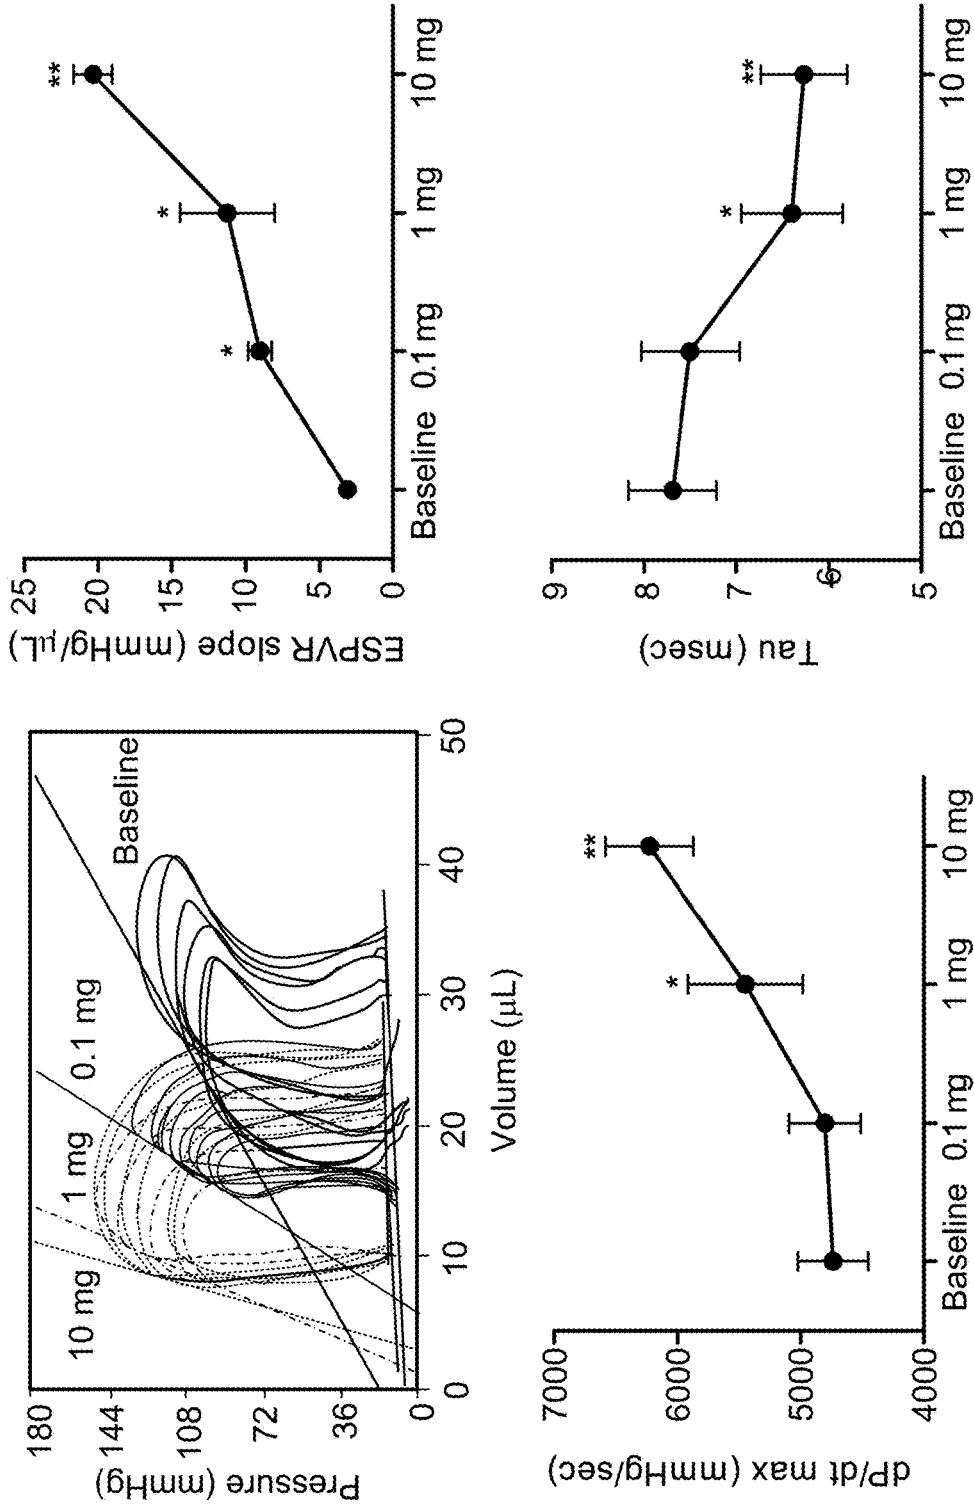 Pressure (mmHg)
180
144
108
72
36
0
10 mg
1 mg
0.1 mg
Baseline
0
10
20
30
40
50
Volume (µL)
ESPVR slope (mmHg/µL)
25
20
15
10
5
0
*
*
**
Baseline
0.1 mg
1 mg
10 mg
dP/dt max (mmHg/sec)
7000
6000
5000
4000
*
**
Baseline
0.1 mg
1 mg
10 mg
Tau (msec)
9
8
7
6
5
*
**
Baseline
0.1 mg
1 mg
10 mg